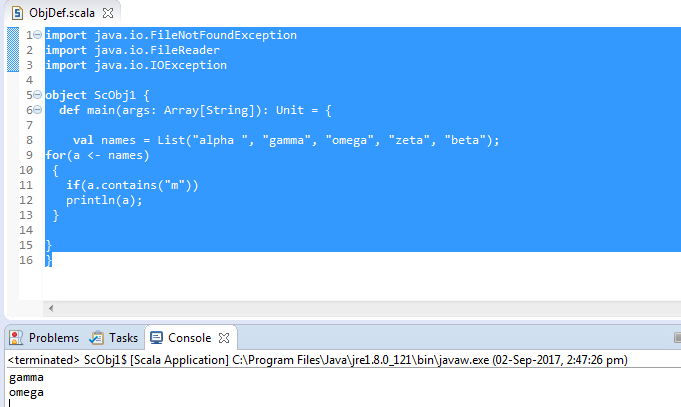 ObjDef.scala
1 import java.io.FileNotFoundException
2 import java.io.FileReader
3 import java.io.IOException
4
5 object ScObj1 {
6 def main(args: Array[String]): Unit = {
7
8 val names = List("alpha ", "gamma", "omega", "zeta", "beta");
9 for(a <- names)
10 {
11 if(a.contains("m"))
12 println(a);
13 }
14
15 }
16 }
Problems Tasks Console
<terminated> ScObj1$ [Scala Application] C:\Program Files\Java\jre1.8.0_121\bin\javaw.exe (02-Sep-2017, 2:47:26 pm)
gamma
omega